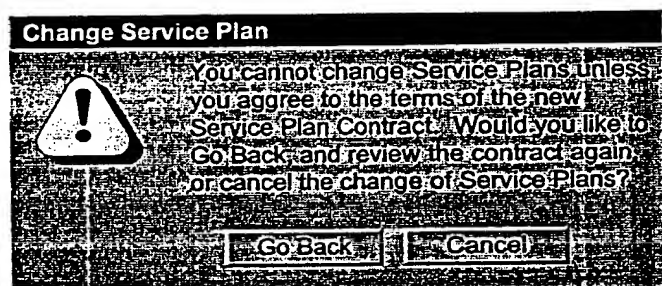 Change Service Plan
You cannot change Service Plans unless
you aggree to the terms of the new
Service Plan Contract. Would you like to
Go Back, and review the contract again,
or cancel the change of Service Plans?
Go Back
Cancel